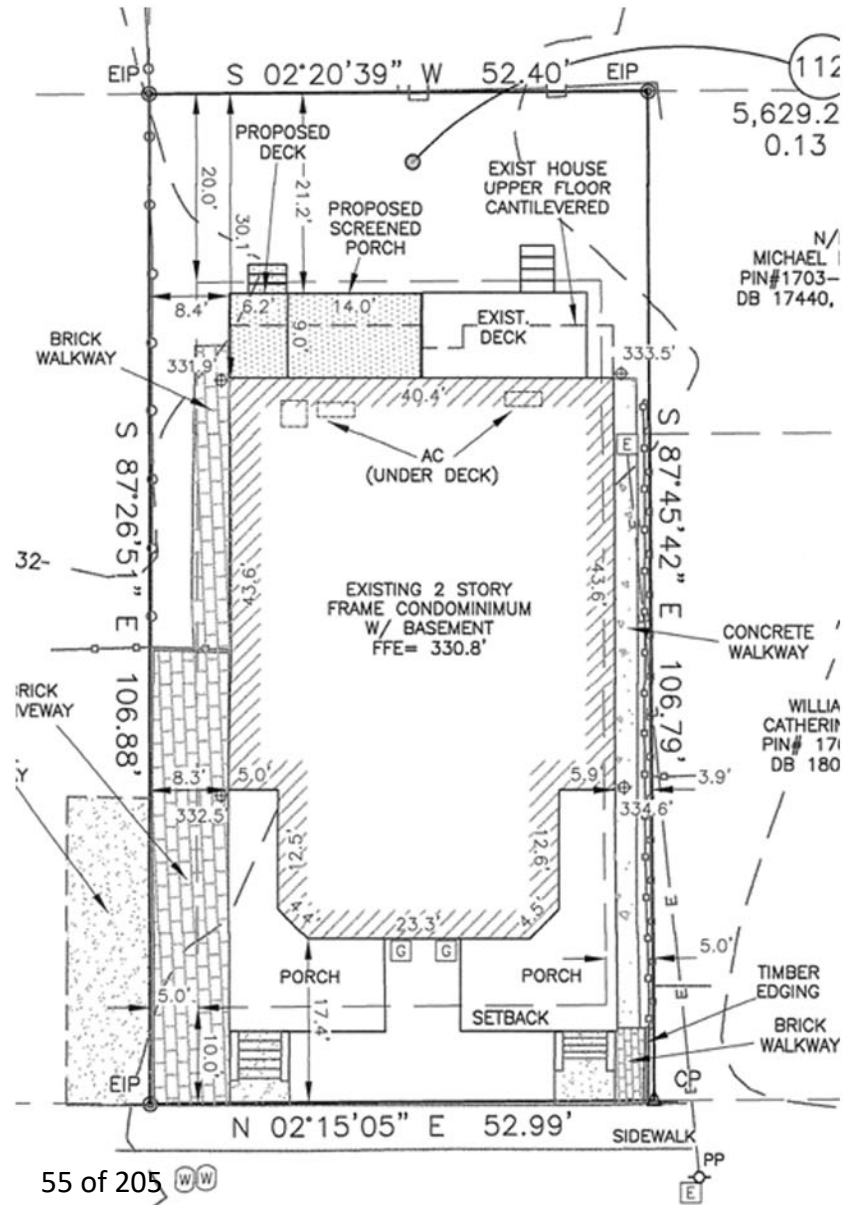 EIP
S 02°20'39" W 52.40'
EIP
112
5,629.2
0.13
PROPOSED
DECK
20.0'
30.1'
21.2'
PROPOSED
SCREENED
PORCH
EXIST HOUSE
UPPER FLOOR
CANTILEVERED
N/
MICHAEL
PIN#1703-
DB 17440,
8.4'
6.2'
14.0'
9.0'
EXIST.
DECK
BRICK
WALKWAY
331.9'
333.5'
40.4'
AC
(UNDER DECK)
E
S 87°26'51" E 106.88'
S 87°45'42" E 106.79'
32-
43.6'
43.6'
E
EXISTING 2 STORY
FRAME CONDOMINIMUM
W/ BASEMENT
FFE= 330.8'
CONCRETE
WALKWAY
RICK
VEWAY
Y
WILLIA
CATHERIN
PIN# 17
DB 180
8.3'
5.0'
5.9'
3.9'
332.5'
334.6'
12.5'
12.6'
4.4'
23.3'
4.5'
E
G
G
PORCH
PORCH
5.0'
E
5.0'
17.4'
SETBACK
TIMBER
EDGING
10.0'
BRICK
WALKWAY
EIP
CP
E
N 02°15'05" E 52.99'
SIDEWALK
55 of 205
W W
PP
E